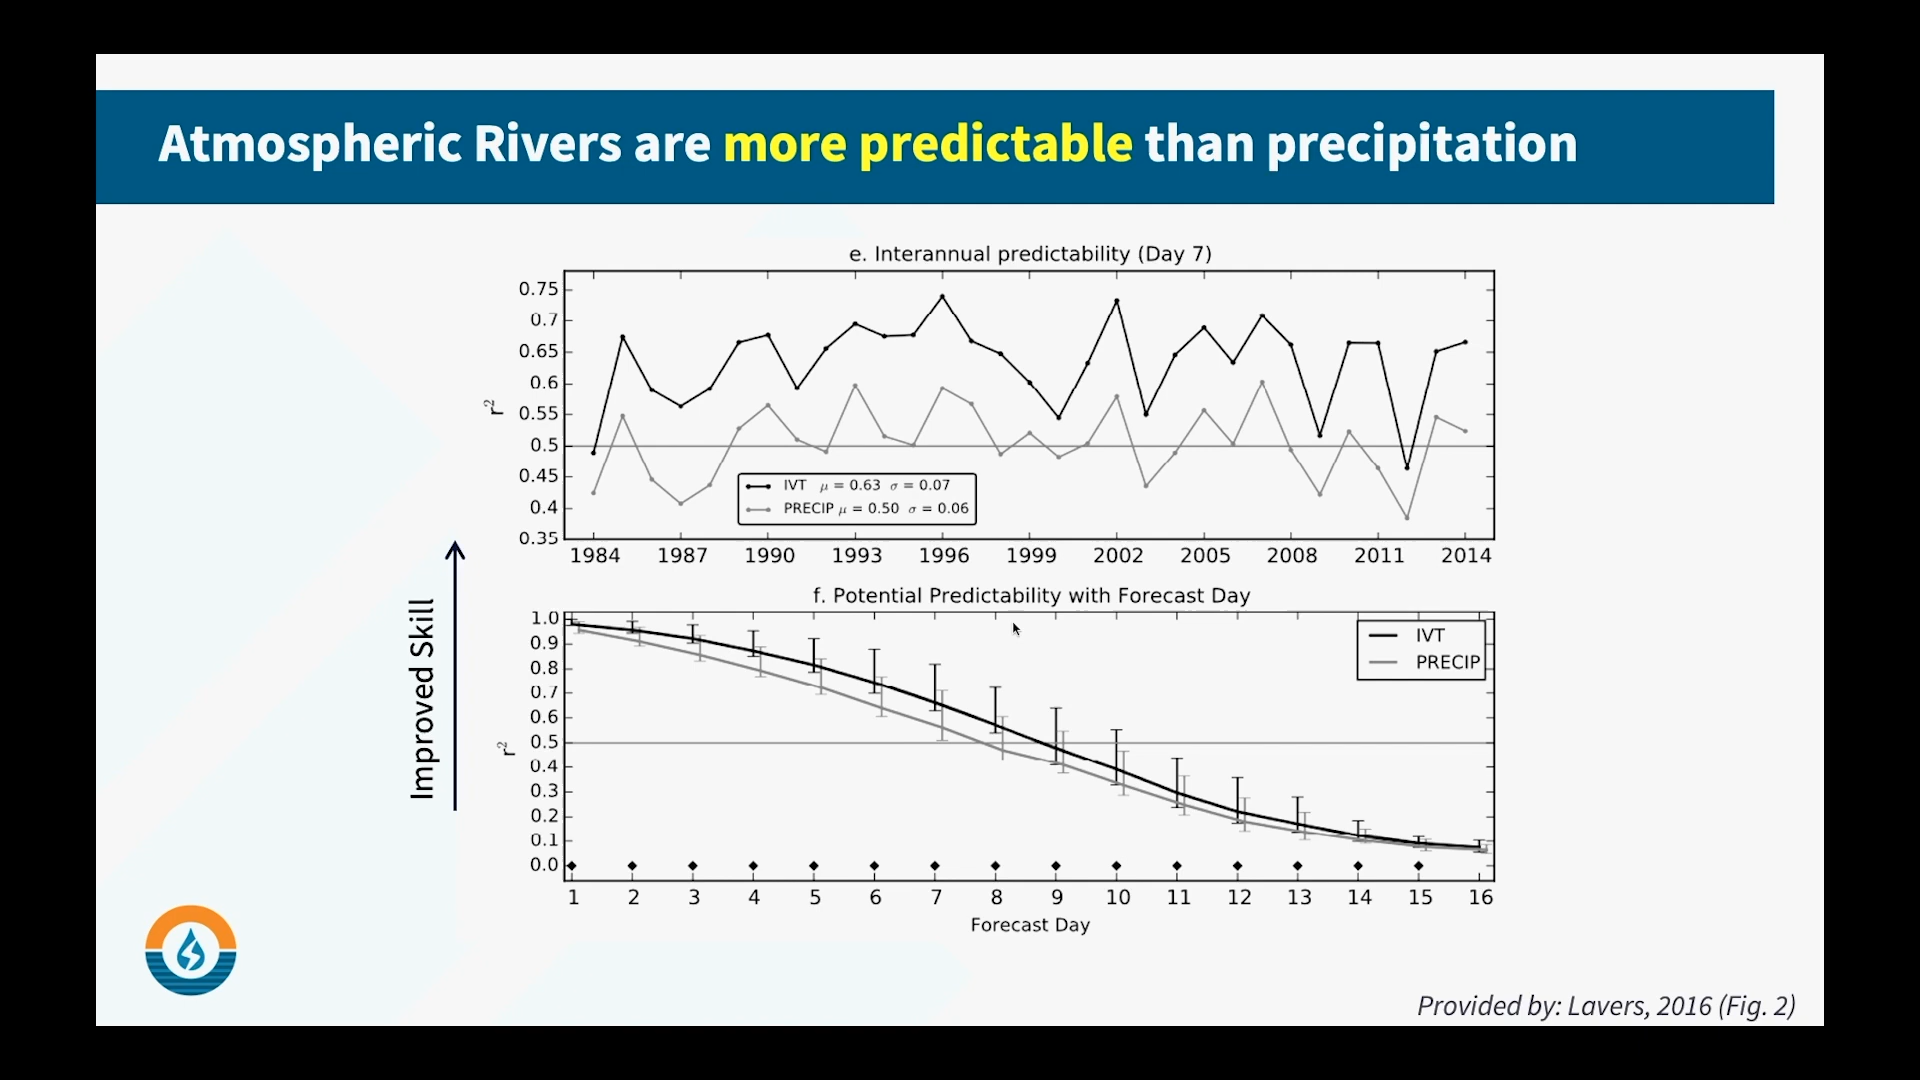 Atmospheric Rivers are more predictable than precipitation
e. Interannual predictability (Day 7)
0.75
0.7
0.65
0.6
0.55
0.5
0.45
0.4
0.35
r²
IVT μ = 0.63 σ = 0.07
PRECIP μ = 0.50 σ = 0.06
1984 1987 1990 1993 1996 1999 2002 2005 2008 2011 2014
Improved Skill
f. Potential Predictability with Forecast Day
1.0
0.9
0.8
0.7
0.6
0.5
0.4
0.3
0.2
0.1
0.0
r²
IVT
PRECIP
1 2 3 4 5 6 7 8 9 10 11 12 13 14 15 16
Forecast Day
Provided by: Lavers, 2016 (Fig. 2)